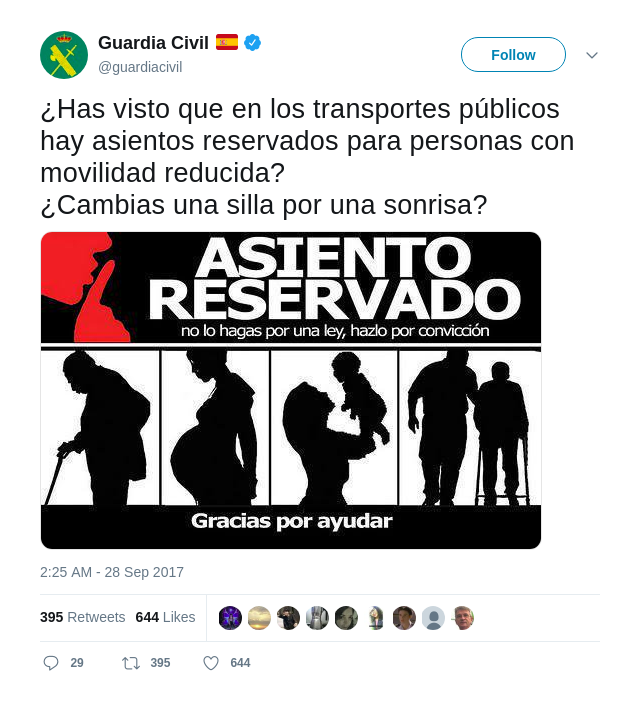 Guardia Civil
@guardiacivil
Follow
¿Has visto que en los transportes públicos
hay asientos reservados para personas con
movilidad reducida?
¿Cambias una silla por una sonrisa?
ASIENTO
RESERVADO
no lo hagas por una ley, hazlo por convicción
Gracias por ayudar
2:25 AM - 28 Sep 2017
395 Retweets 644 Likes
29 395 644